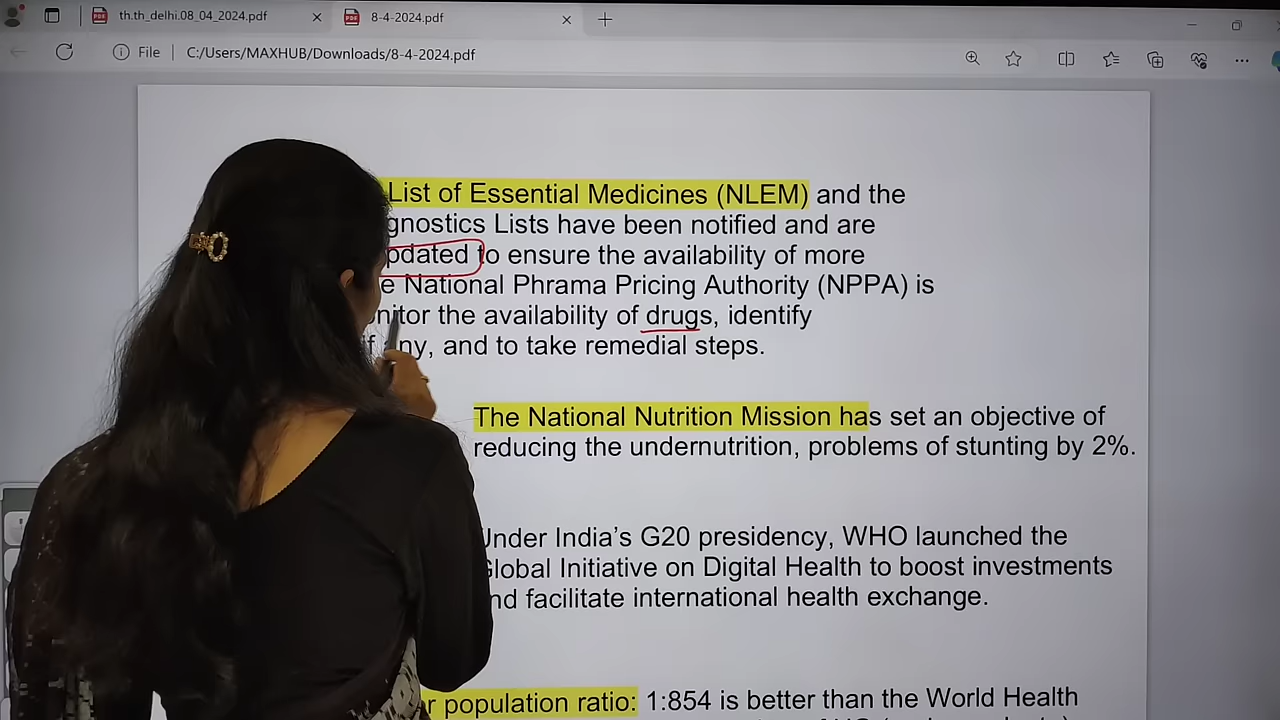 th.th_delhi.08_04_2024.pdf
8-4-2024.pdf
File
C:/Users/MAXHUB/Downloads/8-4-2024.pdf
List of Essential Medicines (NLEM) and the
gnostics Lists have been notified and are
pdated to ensure the availability of more
e National Phrama Pricing Authority (NPPA) is
nitor the availability of drugs, identify
if any, and to take remedial steps.
The National Nutrition Mission has set an objective of
reducing the undernutrition, problems of stunting by 2%.
Under India's G20 presidency, WHO launched the
Global Initiative on Digital Health to boost investments
and facilitate international health exchange.
r population ratio: 1:854 is better than the World Health